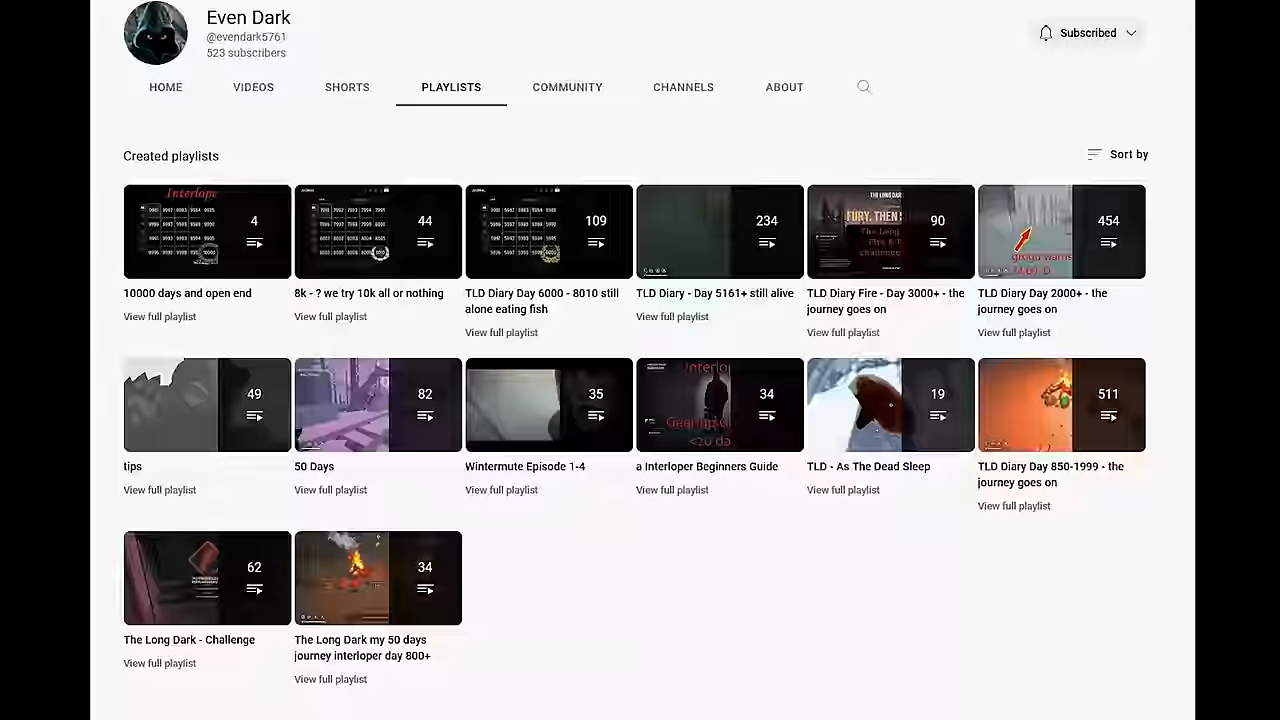 Even Dark
@evendark5761
523 subscribers
Subscribed
HOME VIDEOS SHORTS PLAYLISTS COMMUNITY CHANNELS ABOUT
Created playlists
Sort by
4
44
109
234
90
454
10000 days and open end
View full playlist
8k - ? we try 10k all or nothing
View full playlist
TLD Diary Day 6000 - 8010 still
alone eating fish
View full playlist
TLD Diary - Day 5161+ still alive
View full playlist
THE LONG DAR
FURY, THEN
TLD Diary Fire - Day 3000+ - the
journey goes on
View full playlist
TLD Diary Day 2000+ - the
journey goes on
View full playlist
49
82
35
34
19
511
tips
View full playlist
50 Days
View full playlist
Wintermute Episode 1-4
View full playlist
a Interloper Beginners Guide
View full playlist
TLD - As The Dead Sleep
View full playlist
TLD Diary Day 850-1999 - the
journey goes on
View full playlist
62
34
The Long Dark - Challenge
View full playlist
The Long Dark my 50 days
journey interloper day 800+
View full playlist